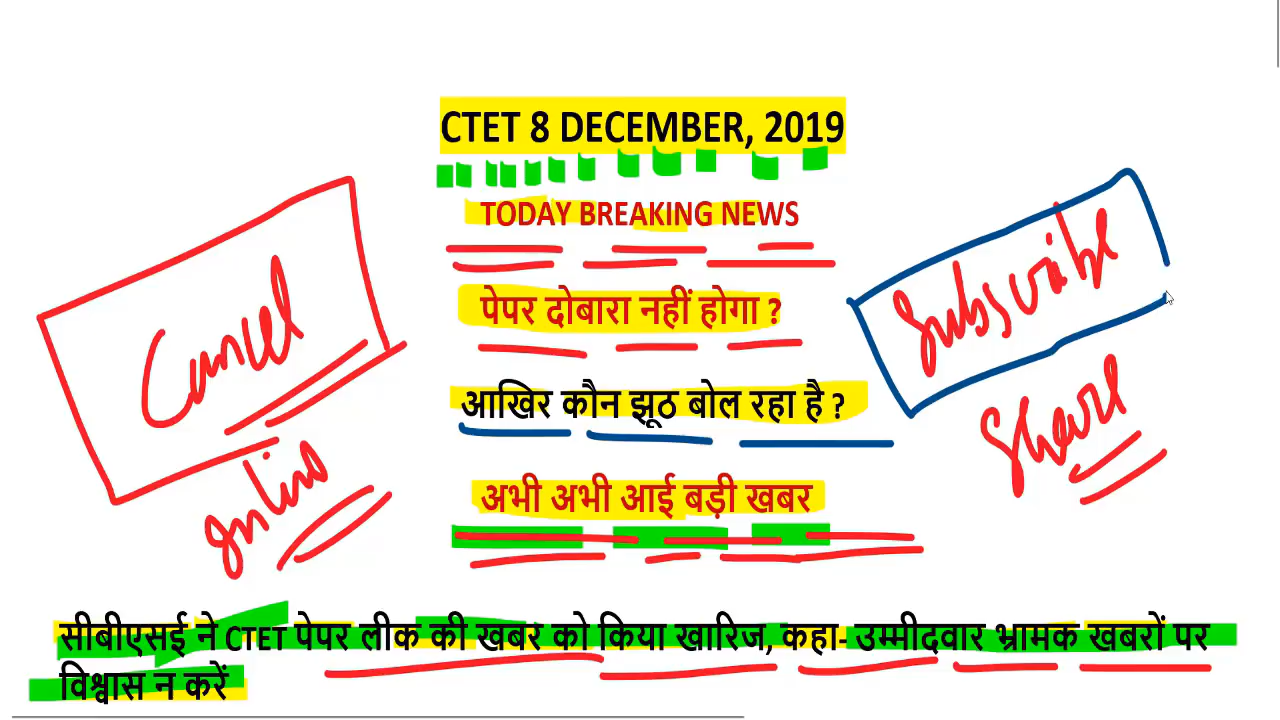 CTET 8 DECEMBER, 2019
TODAY BREAKING NEWS
पेपर दोबारा नहीं होगा ?
आखिर कौन झूठ बोल रहा है ?
अभी अभी आई बड़ी खबर
Cancel
Subscribe
Share
सीबीएसई ने CTET पेपर लीक की खबर को किया खारिज, कहा- उम्मीदवार भ्रामक खबरों पर
विश्वास न करें